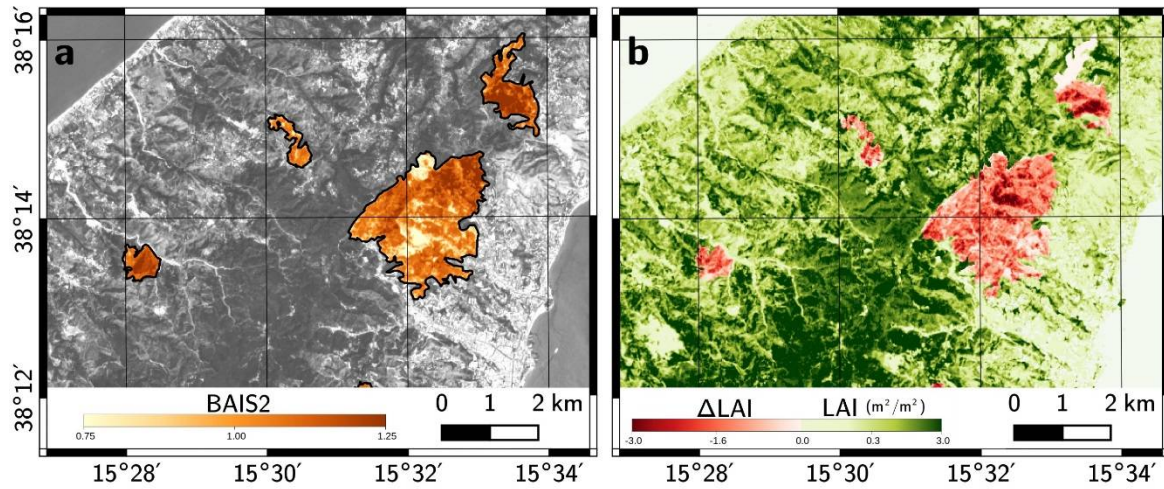 a
b
38°16′
38°14′
38°12′
BAIS2
0.75 1.00 1.25
0 1 2 km
ΔLAI LAI (m²/m²)
-3.0 -1.6 0.0 0.3 3.0
0 1 2 km
15°28′ 15°30′ 15°32′ 15°34′
15°28′ 15°30′ 15°32′ 15°34′